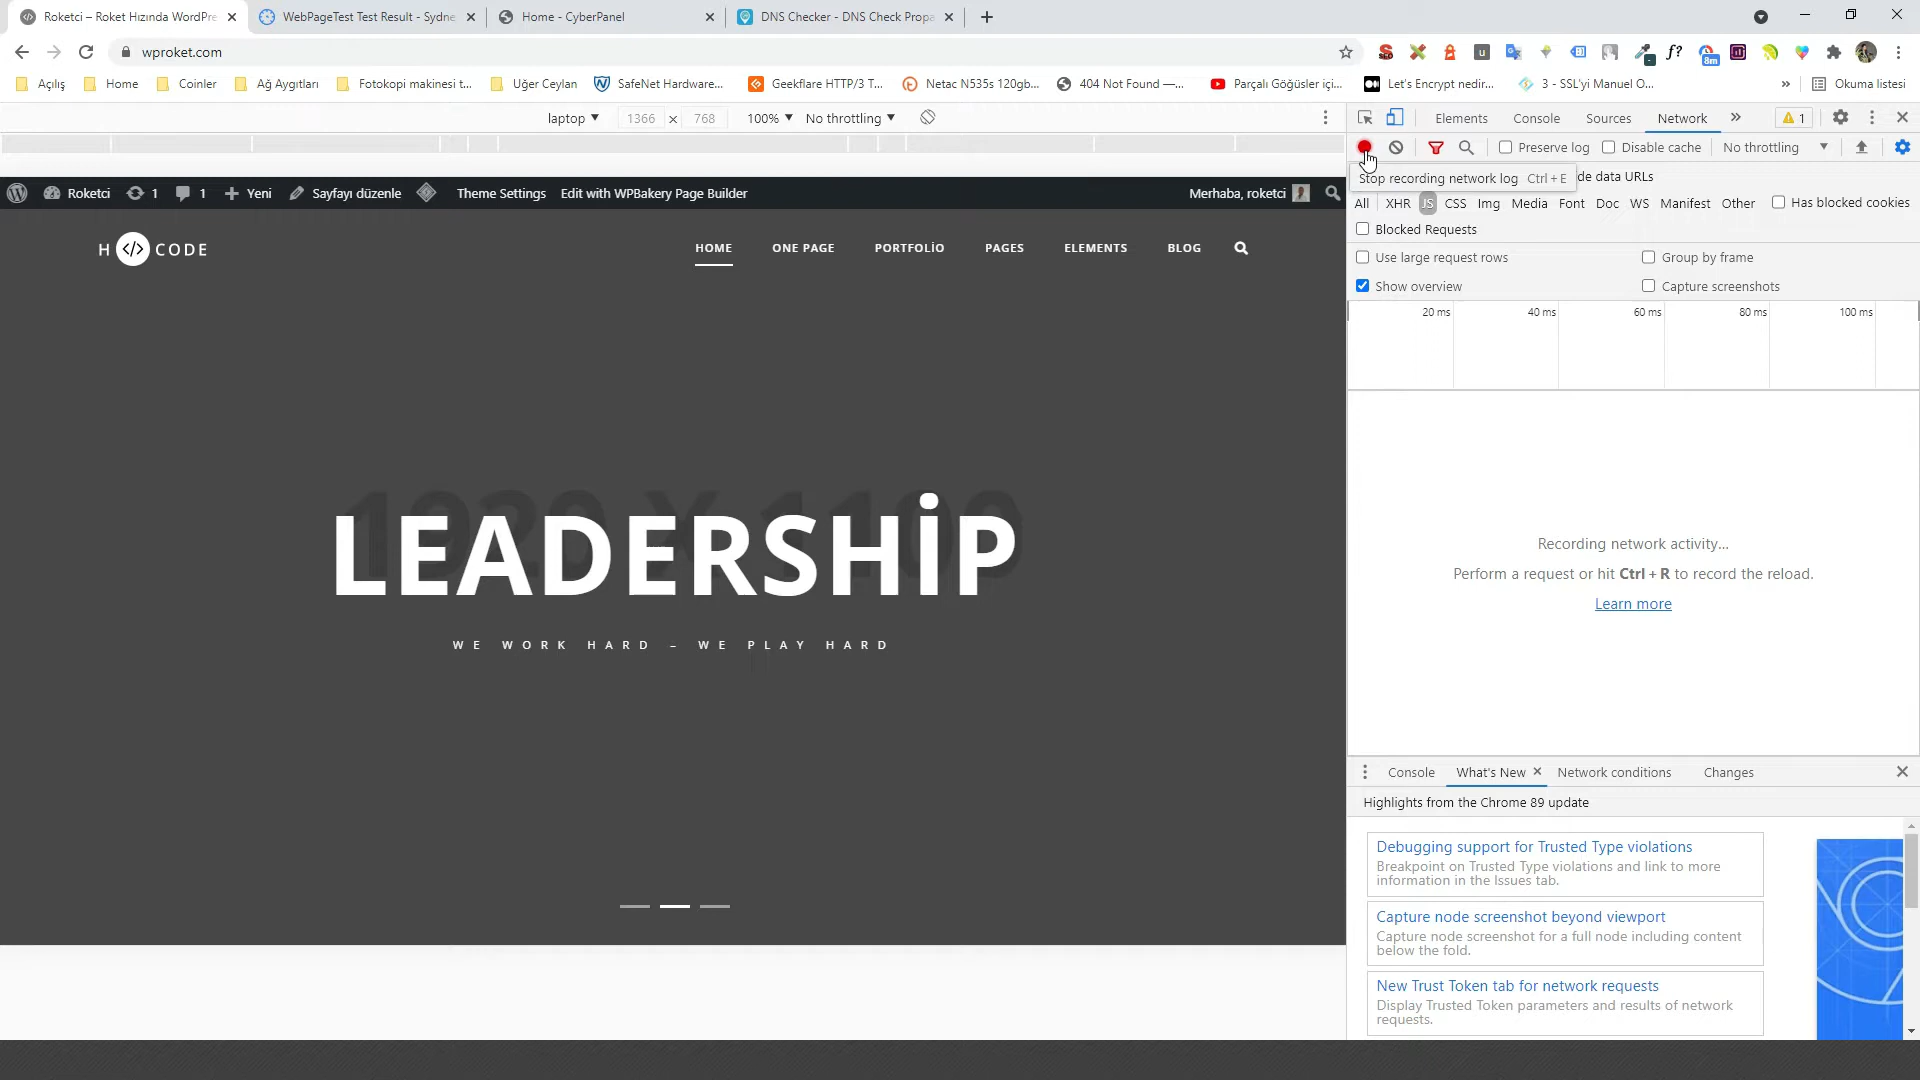 Roketci – Roket Hızında WordPre
WebPageTest Test Result - Sydne
Home - CyberPanel
DNS Checker - DNS Check Propa
wproket.com
8m
Açılış
Home
Coinler
Ağ Aygıtları
Fotokopi makinesi t...
Uğer Ceylan
SafeNet Hardware...
Geekflare HTTP/3 T...
Netac N535s 120gb...
404 Not Found —...
Parçalı Göğüsler içi...
Let's Encrypt nedir...
3 - SSL'yi Manuel O...
»
Okuma listesi
laptop
1366 x 768
100%
No throttling
Elements
Console
Sources
Network
»
1
Preserve log
Disable cache
No throttling
Stop recording network log Ctrl + E
de data URLs
All
XHR
JS
CSS
Img
Media
Font
Doc
WS
Manifest
Other
Has blocked cookies
Blocked Requests
Use large request rows
Group by frame
Show overview
Capture screenshots
20 ms
40 ms
60 ms
80 ms
100 ms
Roketci
1
1
Yeni
Sayfayı düzenle
Theme Settings
Edit with WPBakery Page Builder
Merhaba, roketci
H </> CODE
HOME
ONE PAGE
PORTFOLİO
PAGES
ELEMENTS
BLOG
1920 X 1100
LEADERSHİP
WE WORK HARD – WE PLAY HARD
Recording network activity...
Perform a request or hit Ctrl + R to record the reload.
Learn more
Console
What's New
Network conditions
Changes
Highlights from the Chrome 89 update
Debugging support for Trusted Type violations
Breakpoint on Trusted Type violations and link to more
information in the Issues tab.
Capture node screenshot beyond viewport
Capture node screenshot for a full node including content
below the fold.
New Trust Token tab for network requests
Display Trusted Token parameters and results of network
requests.